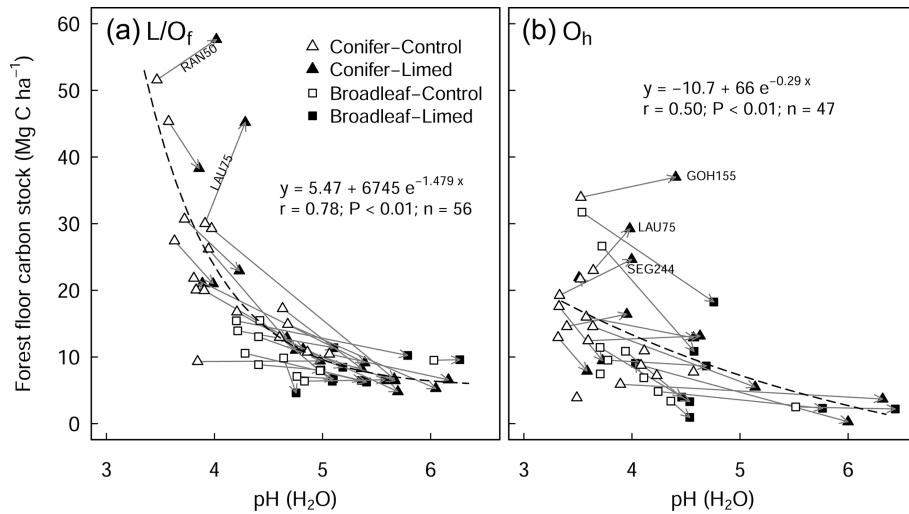 (a) L/Of
(b) Oh
Conifer–Control
Conifer–Limed
Broadleaf–Control
Broadleaf–Limed
RAN50
LAU75
y = 5.47 + 6745 e^−1.479 x
r = 0.78; P < 0.01; n = 56
y = −10.7 + 66 e^−0.29 x
r = 0.50; P < 0.01; n = 47
GOH155
LAU75
SEG244
Forest floor carbon stock (Mg C ha^−1)
60
50
40
30
20
10
0
3 4 5 6
3 4 5 6
pH (H2O)
pH (H2O)